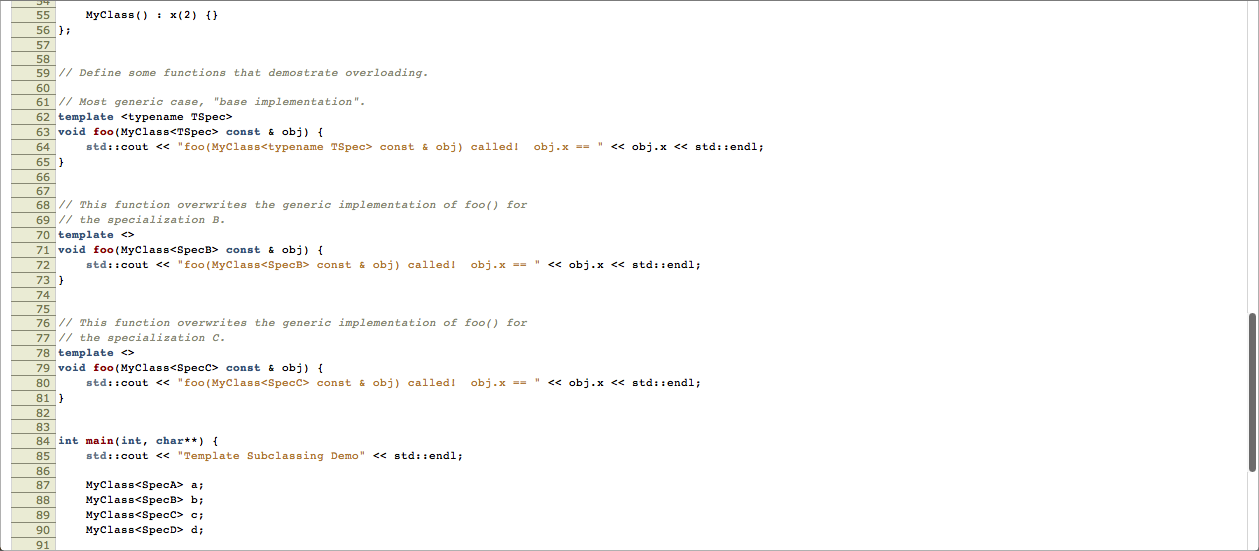 54
55 MyClass() : x(2) {}
56 };
57
58
59 // Define some functions that demostrate overloading.
60
61 // Most generic case, "base implementation".
62 template <typename TSpec>
63 void foo(MyClass<TSpec> const & obj) {
64 std::cout << "foo(MyClass<typename TSpec> const & obj) called!  obj.x == " << obj.x << std::endl;
65 }
66
67
68 // This function overwrites the generic implementation of foo() for
69 // the specialization B.
70 template <>
71 void foo(MyClass<SpecB> const & obj) {
72 std::cout << "foo(MyClass<SpecB> const & obj) called!  obj.x == " << obj.x << std::endl;
73 }
74
75
76 // This function overwrites the generic implementation of foo() for
77 // the specialization C.
78 template <>
79 void foo(MyClass<SpecC> const & obj) {
80 std::cout << "foo(MyClass<SpecC> const & obj) called!  obj.x == " << obj.x << std::endl;
81 }
82
83
84 int main(int, char**) {
85 std::cout << "Template Subclassing Demo" << std::endl;
86
87 MyClass<SpecA> a;
88 MyClass<SpecB> b;
89 MyClass<SpecC> c;
90 MyClass<SpecD> d;
91